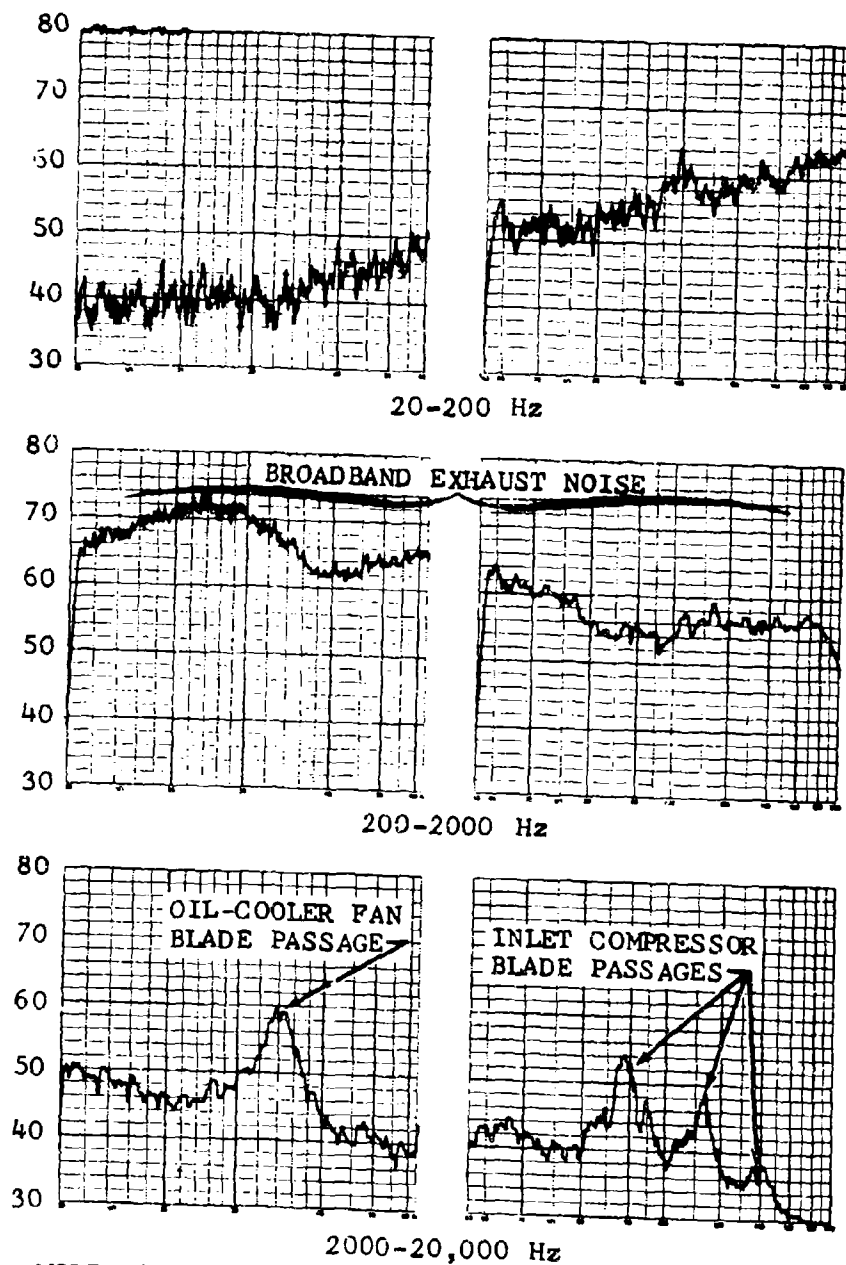 80
70
60
50
40
30
20-200 Hz
80
70
60
50
40
30
BROADBAND EXHAUST NOISE
200-2000 Hz
80
70
60
50
40
30
OIL-COOLER FAN
BLADE PASSAGE
INLET COMPRESSOR
BLADE PASSAGES
2000-20,000 Hz